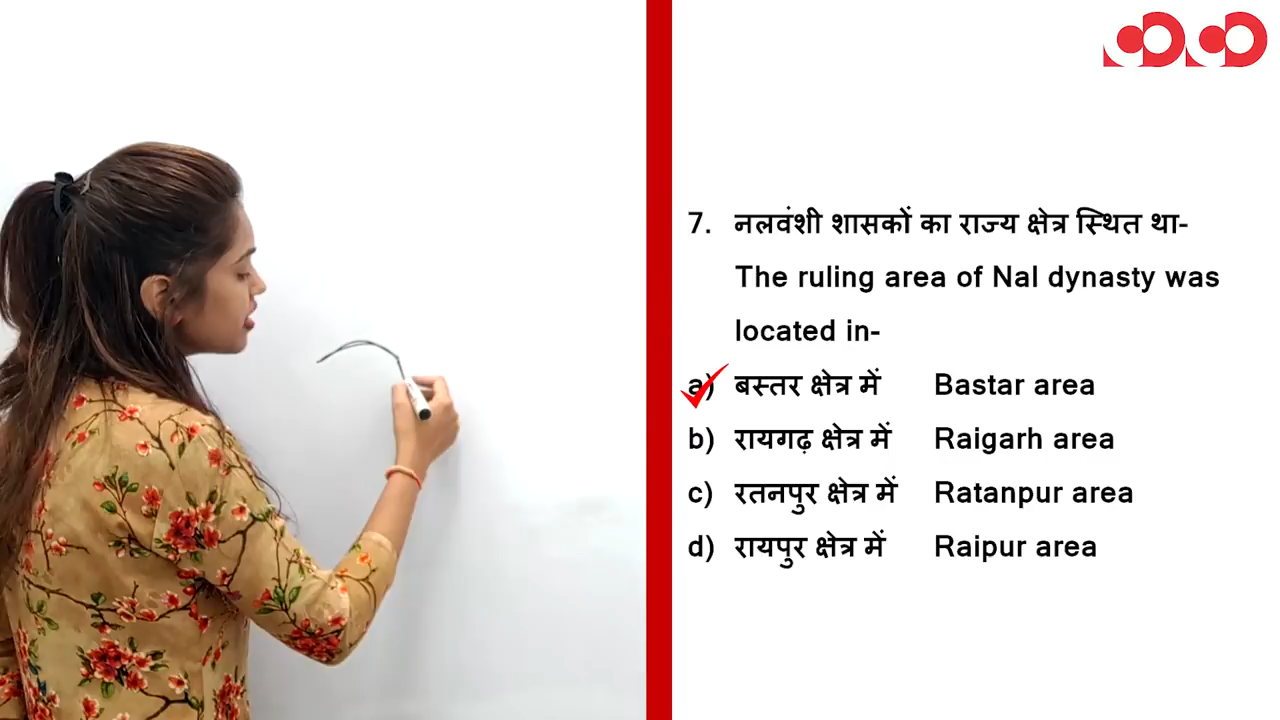 7. नलवंशी शासकों का राज्य क्षेत्र स्थित था-
The ruling area of Nal dynasty was
located in-
a) बस्तर क्षेत्र में Bastar area
b) रायगढ़ क्षेत्र में Raigarh area
c) रतनपुर क्षेत्र में Ratanpur area
d) रायपुर क्षेत्र में Raipur area